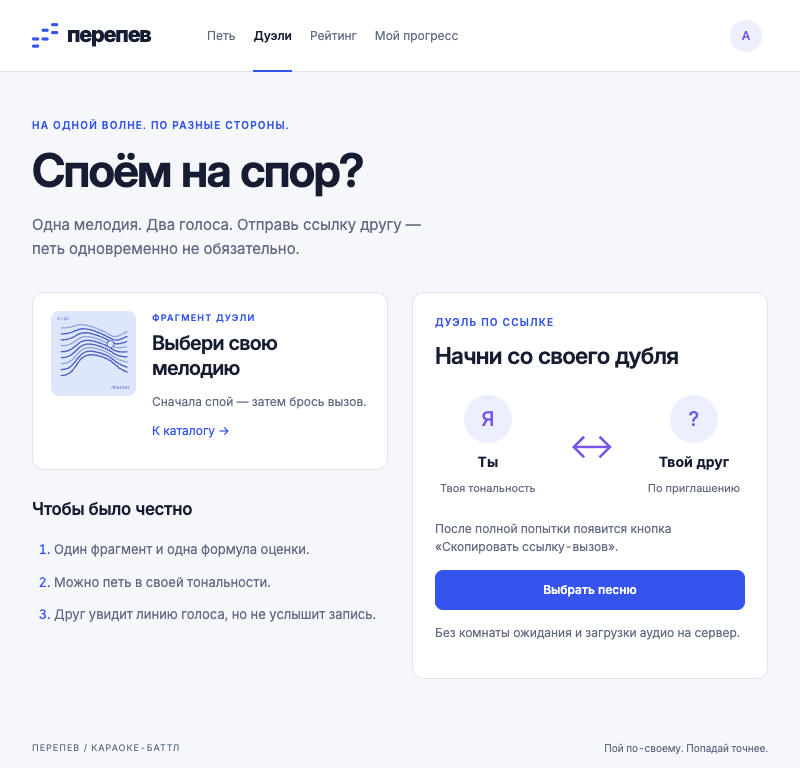 перепев
Петь
Дуэли
Рейтинг
Мой прогресс
А
НА ОДНОЙ ВОЛНЕ. ПО РАЗНЫЕ СТОРОНЫ.
Споём на спор?
Одна мелодия. Два голоса. Отправь ссылку другу —
петь одновременно не обязательно.
ФРАГМЕНТ ДУЭЛИ
Выбери свою
мелодию
Сначала спой — затем брось вызов.
К каталогу →
Чтобы было честно
1. Один фрагмент и одна формула оценки.
2. Можно петь в своей тональности.
3. Друг увидит линию голоса, но не услышит запись.
ДУЭЛЬ ПО ССЫЛКЕ
Начни со своего дубля
Я
?
Ты
Твой друг
Твоя тональность
По приглашению
После полной попытки появится кнопка
«Скопировать ссылку-вызов».
Выбрать песню
Без комнаты ожидания и загрузки аудио на сервер.
ПЕРЕПЕВ / КАРАОКЕ-БАТТЛ
Пой по-своему. Попадай точнее.